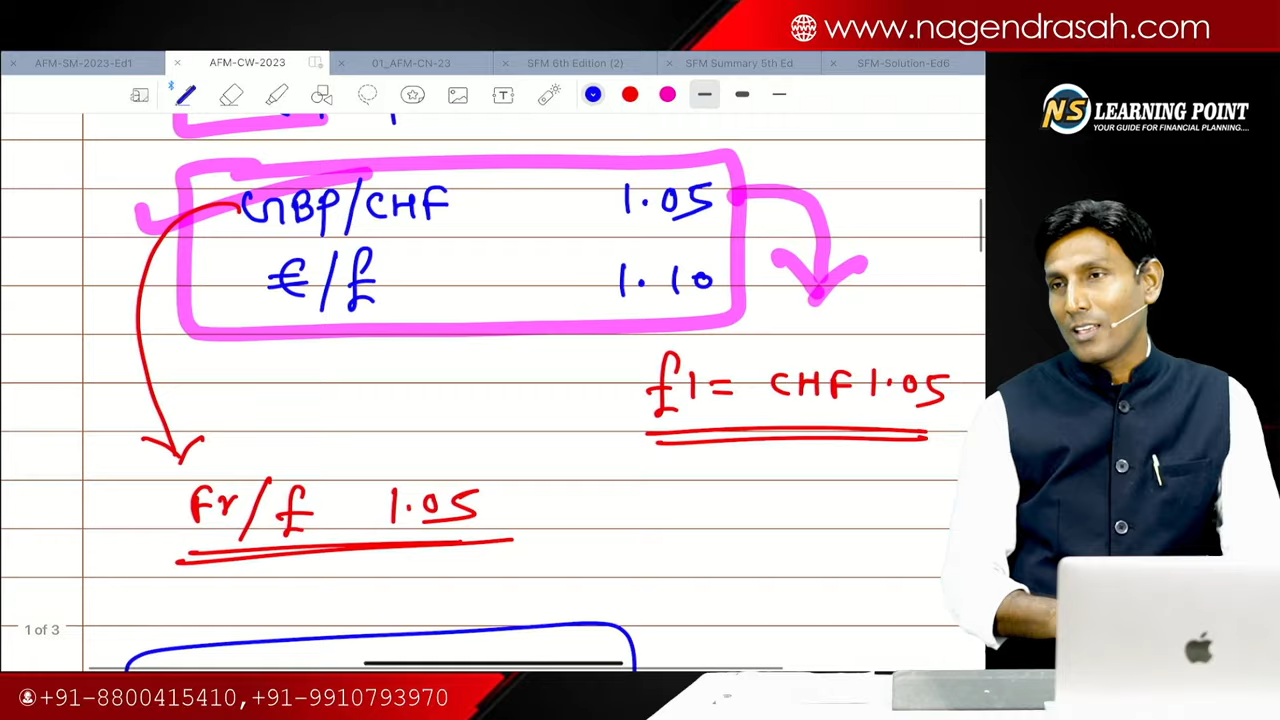 www.nagendrasah.com
AFM-SM-2023-Ed1
AFM-CW-2023
01_AFM-CN-23
SFM 6th Edition (2)
SFM Summary 5th Ed
SFM-Solution-Ed6
NS LEARNING POINT
YOUR GUIDE FOR FINANCIAL PLANNING....
GBP/CHF 1.05
€/£ 1.10
£1 = CHF 1.05
Fr/£ 1.05
1 of 3
+91-8800415410,+91-9910793970